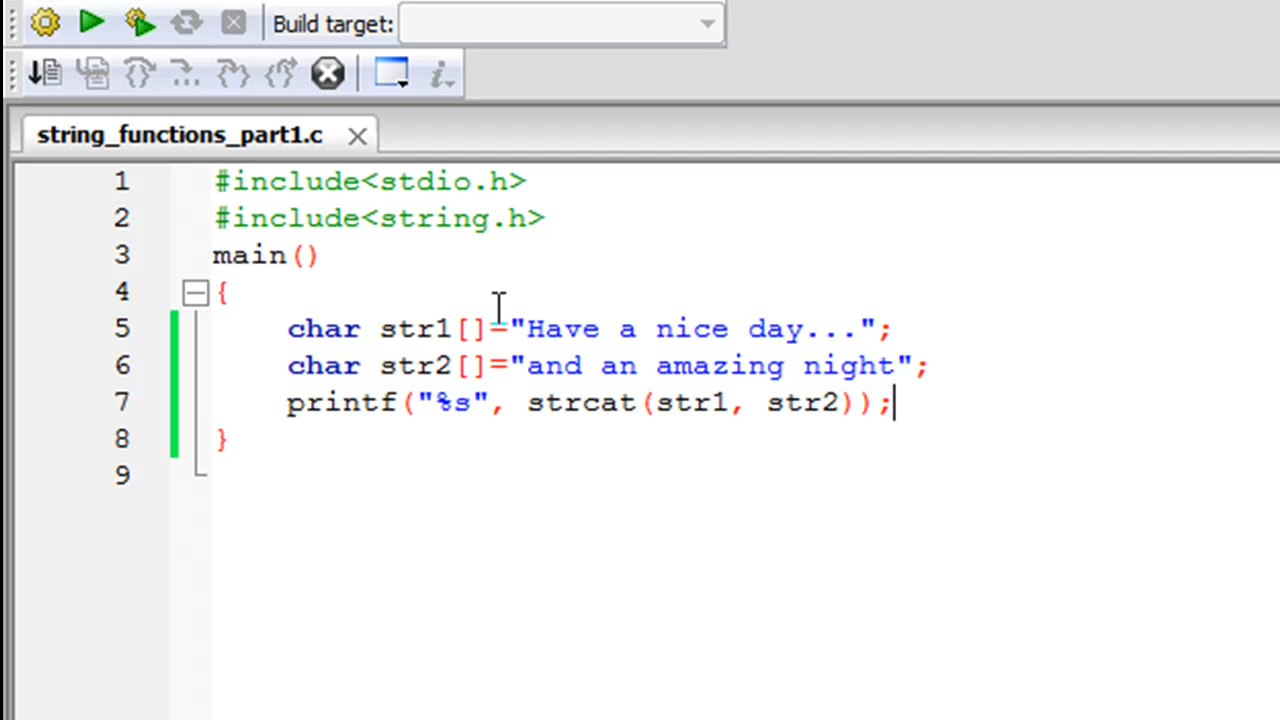 Build target:
string_functions_part1.c
1 #include<stdio.h>
2 #include<string.h>
3 main()
4 {
5 char str1[]="Have a nice day...";
6 char str2[]="and an amazing night";
7 printf("%s", strcat(str1, str2));
8 }
9